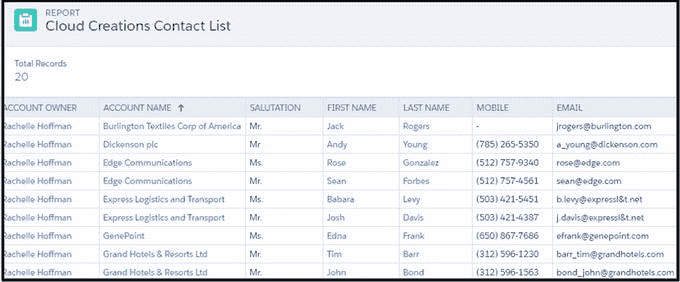 REPORT
Cloud Creations Contact List
Total Records
20
ACCOUNT OWNER ACCOUNT NAME ↑ SALUTATION FIRST NAME LAST NAME MOBILE EMAIL
Rachelle Hoffman Burlington Textiles Corp of America Mr. Jack Rogers - jrogers@burlington.com
Rachelle Hoffman Dickenson plc Mr Andy Young (785) 265-5350 a_young@dickenson.com
Rachelle Hoffman Edge Communications Ms. Rose Gonzalez (512) 757-9340 rose@edge.com
Rachelle Hoffman Edge Communications Mr. Sean Forbes (512) 757-4561 sean@edge.com
Rachelle Hoffman Express Logistics and Transport Ms. Babara Levy (503) 421-5451 b.levy@expressl&t.net
Rachelle Hoffman Express Logistics and Transport Mr. Josh Davis (503) 421-4387 j.davis@expressl&t.net
Rachelle Hoffman GenePoint Ms. Edna Frank (650) 867-7686 efrank@genepoint.com
Rachelle Hoffman Grand Hotels & Resorts Ltd Mr. Tim Barr (312) 596-1230 barr_tim@grandhotels.com
Rachelle Hoffman Grand Hotels & Resorts Ltd Mr. John Bond (312) 596-1563 bond_john@grandhotels.com